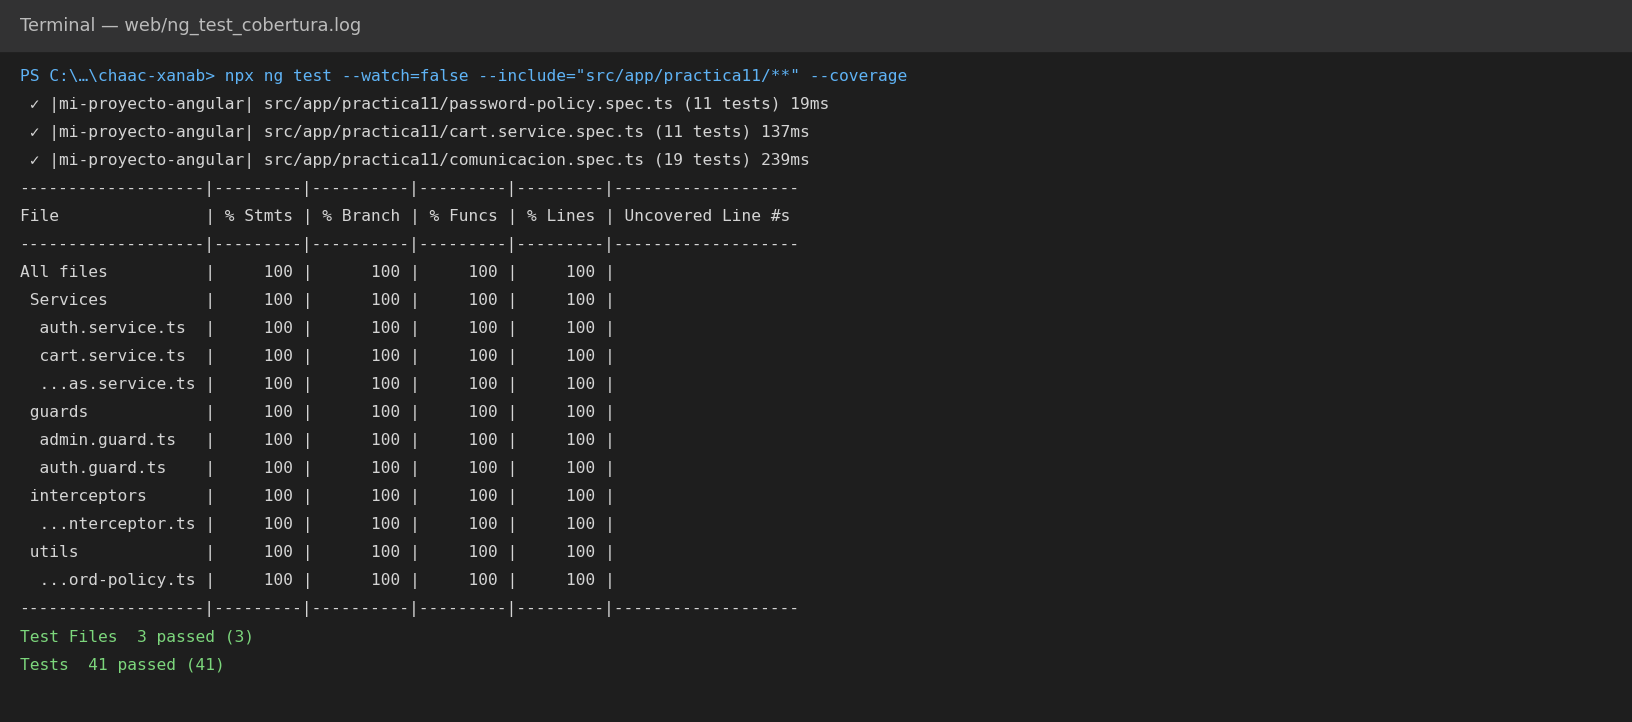 Terminal — web/ng_test_cobertura.log
PS C:\…\chaac-xanab> npx ng test --watch=false --include="src/app/practica11/**" --coverage
 ✓ |mi-proyecto-angular| src/app/practica11/password-policy.spec.ts (11 tests) 19ms
 ✓ |mi-proyecto-angular| src/app/practica11/cart.service.spec.ts (11 tests) 137ms
 ✓ |mi-proyecto-angular| src/app/practica11/comunicacion.spec.ts (19 tests) 239ms
-------------------|---------|----------|---------|---------|-------------------
File               | % Stmts | % Branch | % Funcs | % Lines | Uncovered Line #s
-------------------|---------|----------|---------|---------|-------------------
All files          |     100 |      100 |     100 |     100 |
 Services          |     100 |      100 |     100 |     100 |
  auth.service.ts  |     100 |      100 |     100 |     100 |
  cart.service.ts  |     100 |      100 |     100 |     100 |
  ...as.service.ts |     100 |      100 |     100 |     100 |
 guards            |     100 |      100 |     100 |     100 |
  admin.guard.ts   |     100 |      100 |     100 |     100 |
  auth.guard.ts    |     100 |      100 |     100 |     100 |
 interceptors      |     100 |      100 |     100 |     100 |
  ...nterceptor.ts |     100 |      100 |     100 |     100 |
 utils             |     100 |      100 |     100 |     100 |
  ...ord-policy.ts |     100 |      100 |     100 |     100 |
-------------------|---------|----------|---------|---------|-------------------
Test Files  3 passed (3)
Tests  41 passed (41)